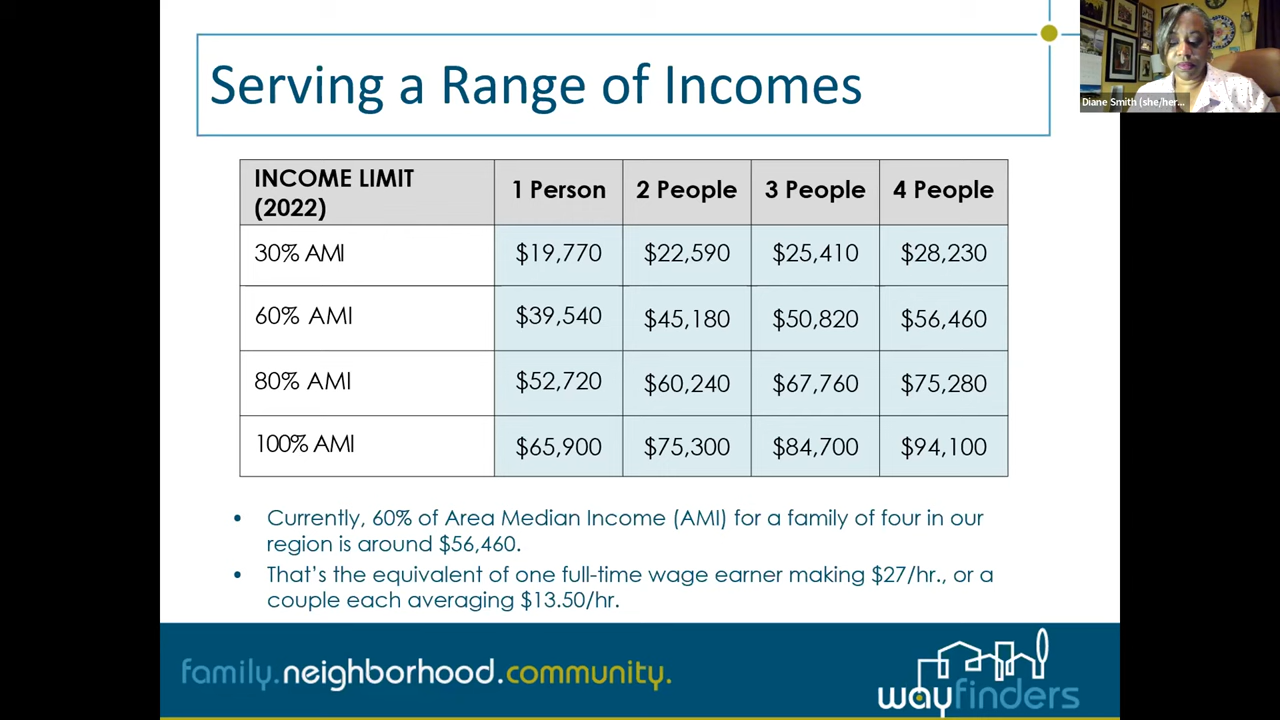 Serving a Range of Incomes
Diane Smith (she/her...
INCOME LIMIT (2022) 1 Person 2 People 3 People 4 People
30% AMI $19,770 $22,590 $25,410 $28,230
60% AMI $39,540 $45,180 $50,820 $56,460
80% AMI $52,720 $60,240 $67,760 $75,280
100% AMI $65,900 $75,300 $84,700 $94,100
• Currently, 60% of Area Median Income (AMI) for a family of four in our
region is around $56,460.
• That's the equivalent of one full-time wage earner making $27/hr., or a
couple each averaging $13.50/hr.
family.neighborhood.community.
wayfinders